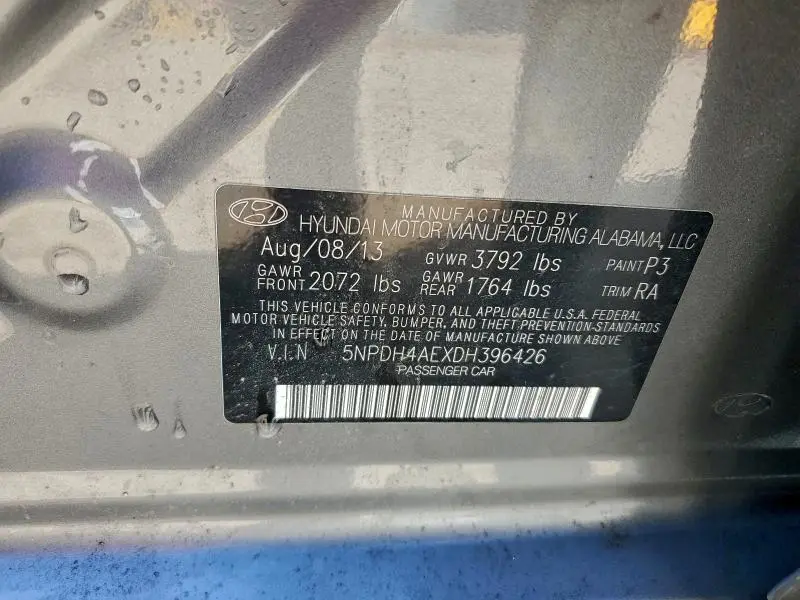 MANUFACTURED BY
HYUNDAI MOTOR MANUFACTURING ALABAMA, LLC
Aug/08/13 GVWR 3792 lbs PAINT P3
GAWR FRONT 2072 lbs GAWR REAR 1764 lbs TRIM RA
THIS VEHICLE CONFORMS TO ALL APPLICABLE U.S.A. FEDERAL
MOTOR VEHICLE SAFETY, BUMPER, AND THEFT PREVENTION STANDARDS
IN EFFECT ON THE DATE OF MANUFACTURE SHOWN ABOVE
V.I.N 5NPDH4AEXDH396426
PASSENGER CAR